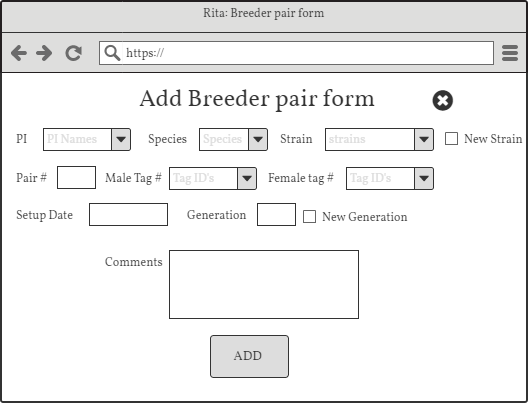 Rita: Breeder pair form
https://
Add Breeder pair form
PI PI Names Species Species Strain strains New Strain
Pair # Male Tag # Tag ID's Female tag # Tag ID's
Setup Date Generation New Generation
Comments
ADD